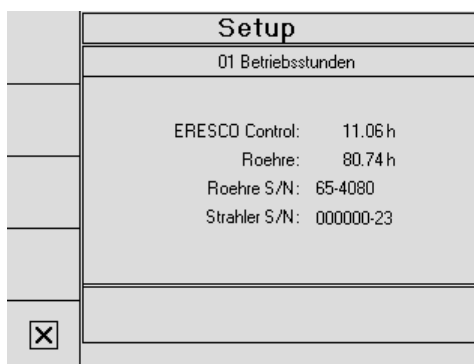 Setup
01 Betriebsstunden
ERESCO Control: 11.06 h
Roehre: 80.74 h
Roehre S/N: 65-4080
Strahler S/N: 000000-23